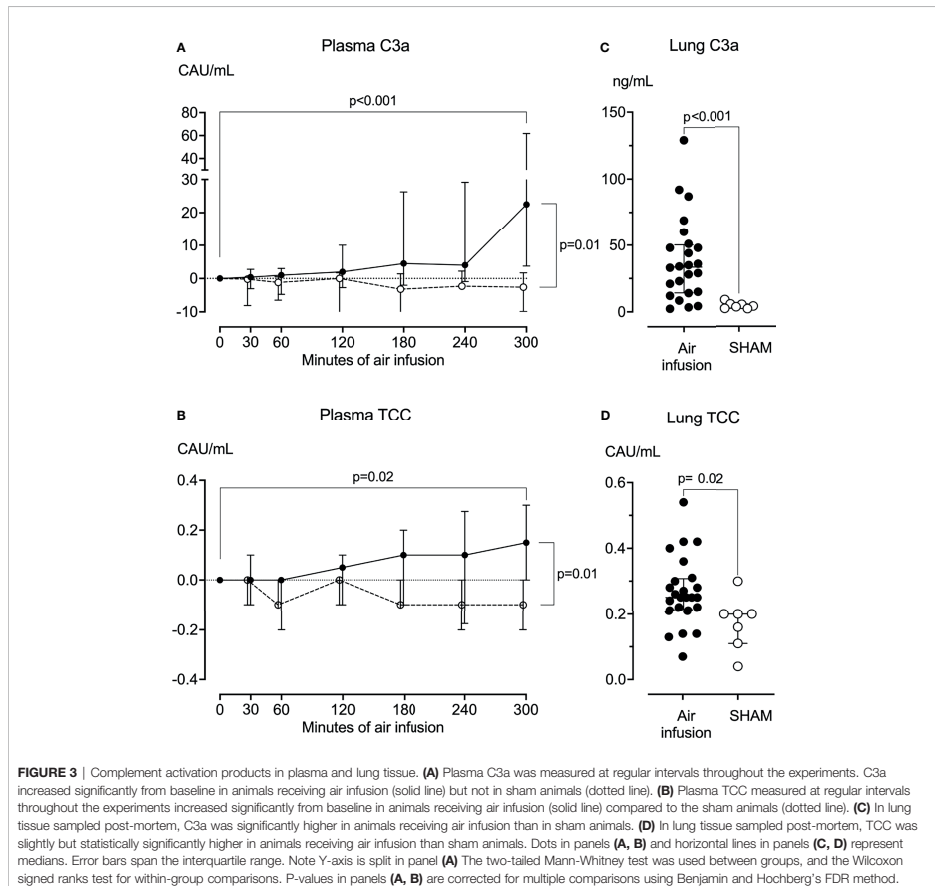 A
Plasma C3a
CAU/mL
p<0.001
80
60
40
30
20
10
0
-10
p=0.01
0 30 60 120 180 240 300
Minutes of air infusion
C
Lung C3a
ng/mL
p<0.001
150
100
50
0
Air infusion
SHAM
B
Plasma TCC
CAU/mL
p=0.02
0.4
0.2
0.0
-0.2
-0.4
p=0.01
0 30 60 120 180 240 300
Minutes of air infusion
D
Lung TCC
CAU/mL
p= 0.02
0.6
0.4
0.2
0.0
Air infusion
SHAM
FIGURE 3 | Complement activation products in plasma and lung tissue. (A) Plasma C3a was measured at regular intervals throughout the experiments. C3a
increased significantly from baseline in animals receiving air infusion (solid line) but not in sham animals (dotted line). (B) Plasma TCC measured at regular intervals
throughout the experiments increased significantly from baseline in animals receiving air infusion (solid line) compared to the sham animals (dotted line). (C) In lung
tissue sampled post-mortem, C3a was significantly higher in animals receiving air infusion than in sham animals. (D) In lung tissue sampled post-mortem, TCC was
slightly but statistically significantly higher in animals receiving air infusion than sham animals. Dots in panels (A, B) and horizontal lines in panels (C, D) represent
medians. Error bars span the interquartile range. Note Y-axis is split in panel (A) The two-tailed Mann-Whitney test was used between groups, and the Wilcoxon
signed ranks test for within-group comparisons. P-values in panels (A, B) are corrected for multiple comparisons using Benjamin and Hochberg's FDR method.